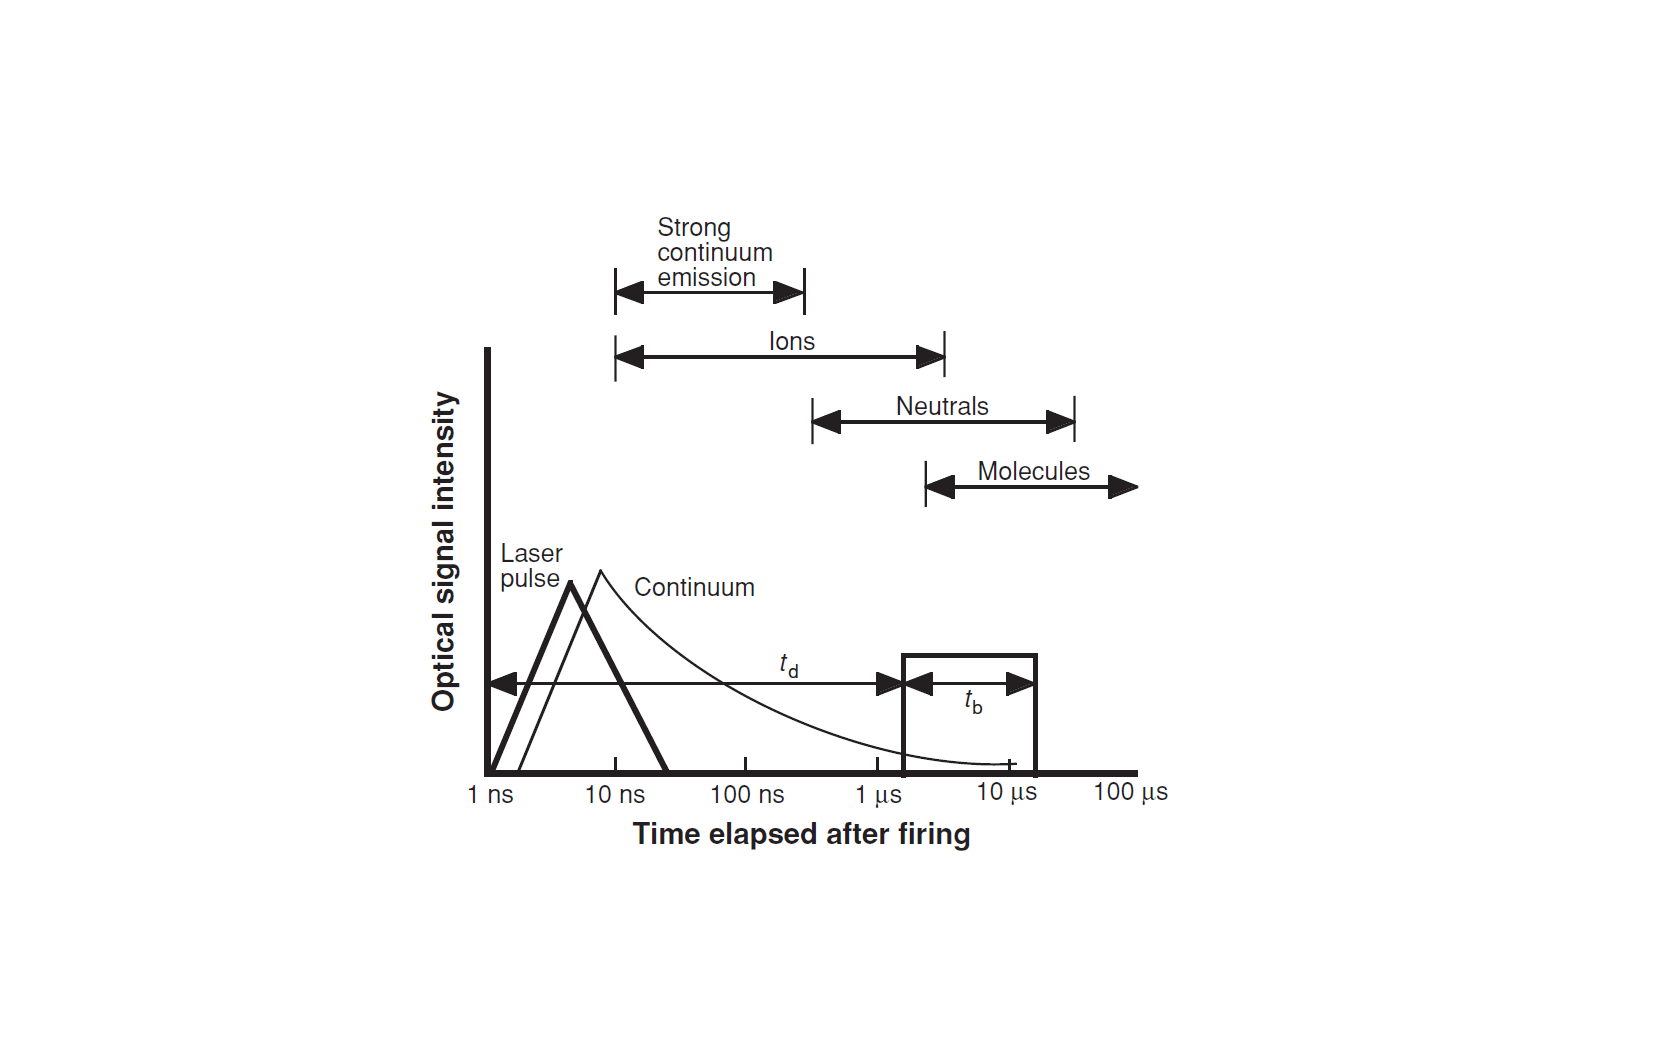 Strong
continuum
emission
Ions
Neutrals
Molecules
Optical signal intensity
Laser
pulse
Continuum
td
tb
1 ns
10 ns
100 ns
1 μs
10 μs
100 μs
Time elapsed after firing